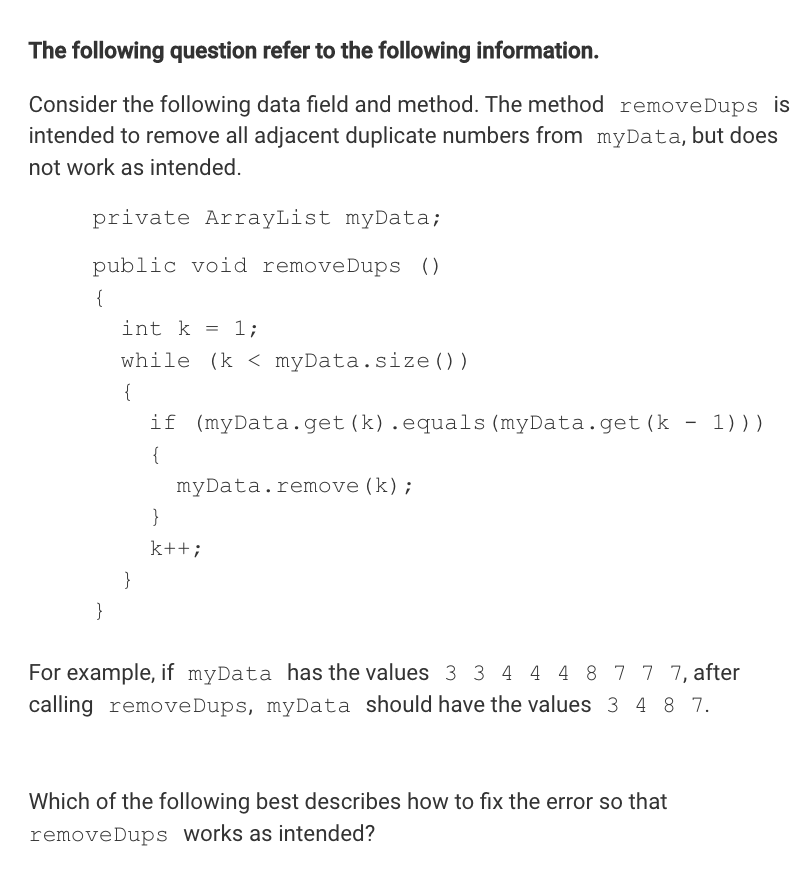 The following question refer to the following information.
Consider the following data field and method. The method removeDups is
intended to remove all adjacent duplicate numbers from myData, but does
not work as intended.
private ArrayList myData;
public void removeDups ()
{
int k = 1;
while (k < myData.size())
{
if (myData.get(k).equals(myData.get(k - 1)))
{
myData.remove(k);
}
k++;
}
}
For example, if myData has the values 3 3 4 4 4 8 7 7 7, after
calling removeDups, myData should have the values 3 4 8 7.
Which of the following best describes how to fix the error so that
removeDups works as intended?